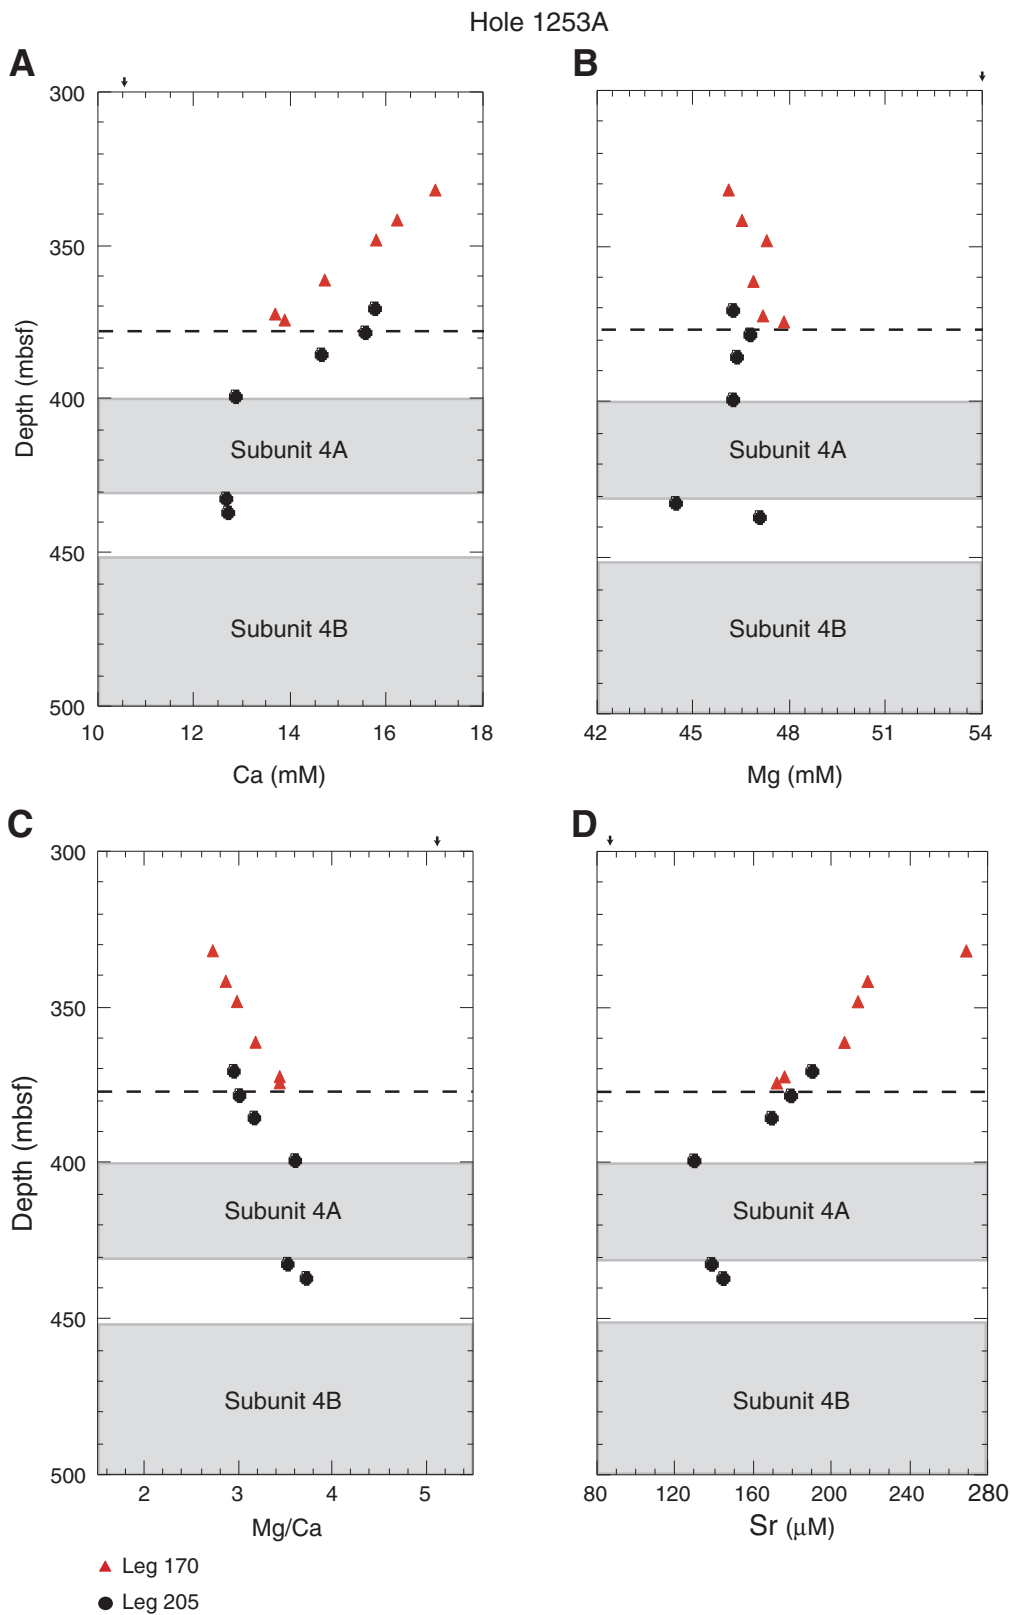 Hole 1253A
A
300
350
400
450
500
Depth (mbsf)
Subunit 4A
Subunit 4B
10 12 14 16 18
Ca (mM)
B
Subunit 4A
Subunit 4B
42 45 48 51 54
Mg (mM)
C
300
350
400
450
500
Depth (mbsf)
Subunit 4A
Subunit 4B
2 3 4 5
Mg/Ca
D
Subunit 4A
Subunit 4B
80 120 160 200 240 280
Sr (μM)
Leg 170
Leg 205